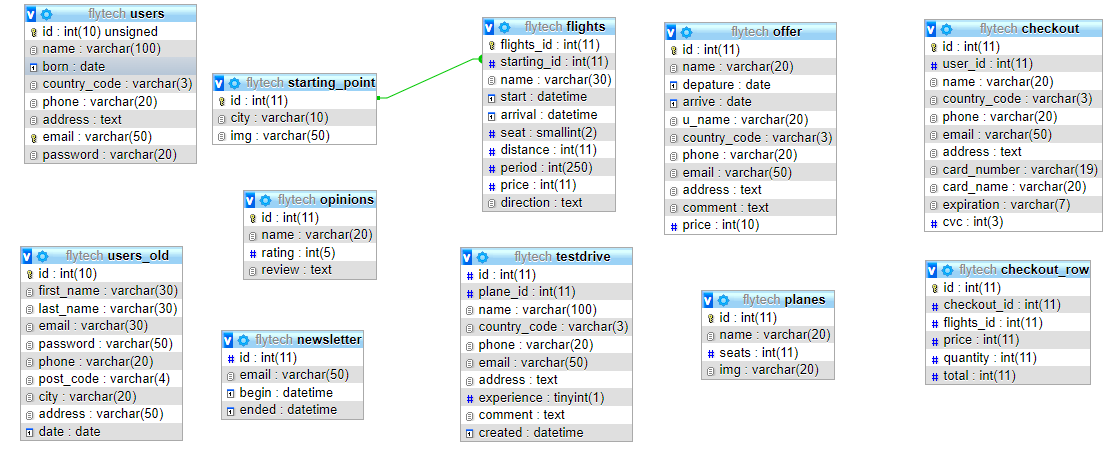 flytech users
id : int(10) unsigned
name : varchar(100)
born : date
country_code : varchar(3)
phone : varchar(20)
address : text
email : varchar(50)
password : varchar(20)
flytech starting_point
id : int(11)
city : varchar(10)
img : varchar(50)
flytech flights
flights_id : int(11)
starting_id : int(11)
name : varchar(30)
start : datetime
arrival : datetime
seat : smallint(2)
distance : int(11)
period : int(250)
price : int(11)
direction : text
flytech offer
id : int(11)
name : varchar(20)
depature : date
arrive : date
u_name : varchar(20)
country_code : varchar(3)
phone : varchar(20)
email : varchar(50)
address : text
comment : text
price : int(10)
flytech checkout
id : int(11)
user_id : int(11)
name : varchar(20)
country_code : varchar(3)
phone : varchar(20)
email : varchar(50)
address : text
card_number : varchar(19)
card_name : varchar(20)
expiration : varchar(7)
cvc : int(3)
flytech opinions
id : int(11)
name : varchar(20)
rating : int(5)
review : text
flytech users_old
id : int(10)
first_name : varchar(30)
last_name : varchar(30)
email : varchar(30)
password : varchar(50)
phone : varchar(20)
post_code : varchar(4)
city : varchar(20)
address : varchar(50)
date : date
flytech newsletter
id : int(11)
email : varchar(50)
begin : datetime
ended : datetime
flytech testdrive
id : int(11)
plane_id : int(11)
name : varchar(100)
country_code : varchar(3)
phone : varchar(20)
email : varchar(50)
address : text
experience : tinyint(1)
comment : text
created : datetime
flytech planes
id : int(11)
name : varchar(20)
seats : int(11)
img : varchar(20)
flytech checkout_row
id : int(11)
checkout_id : int(11)
flights_id : int(11)
price : int(11)
quantity : int(11)
total : int(11)